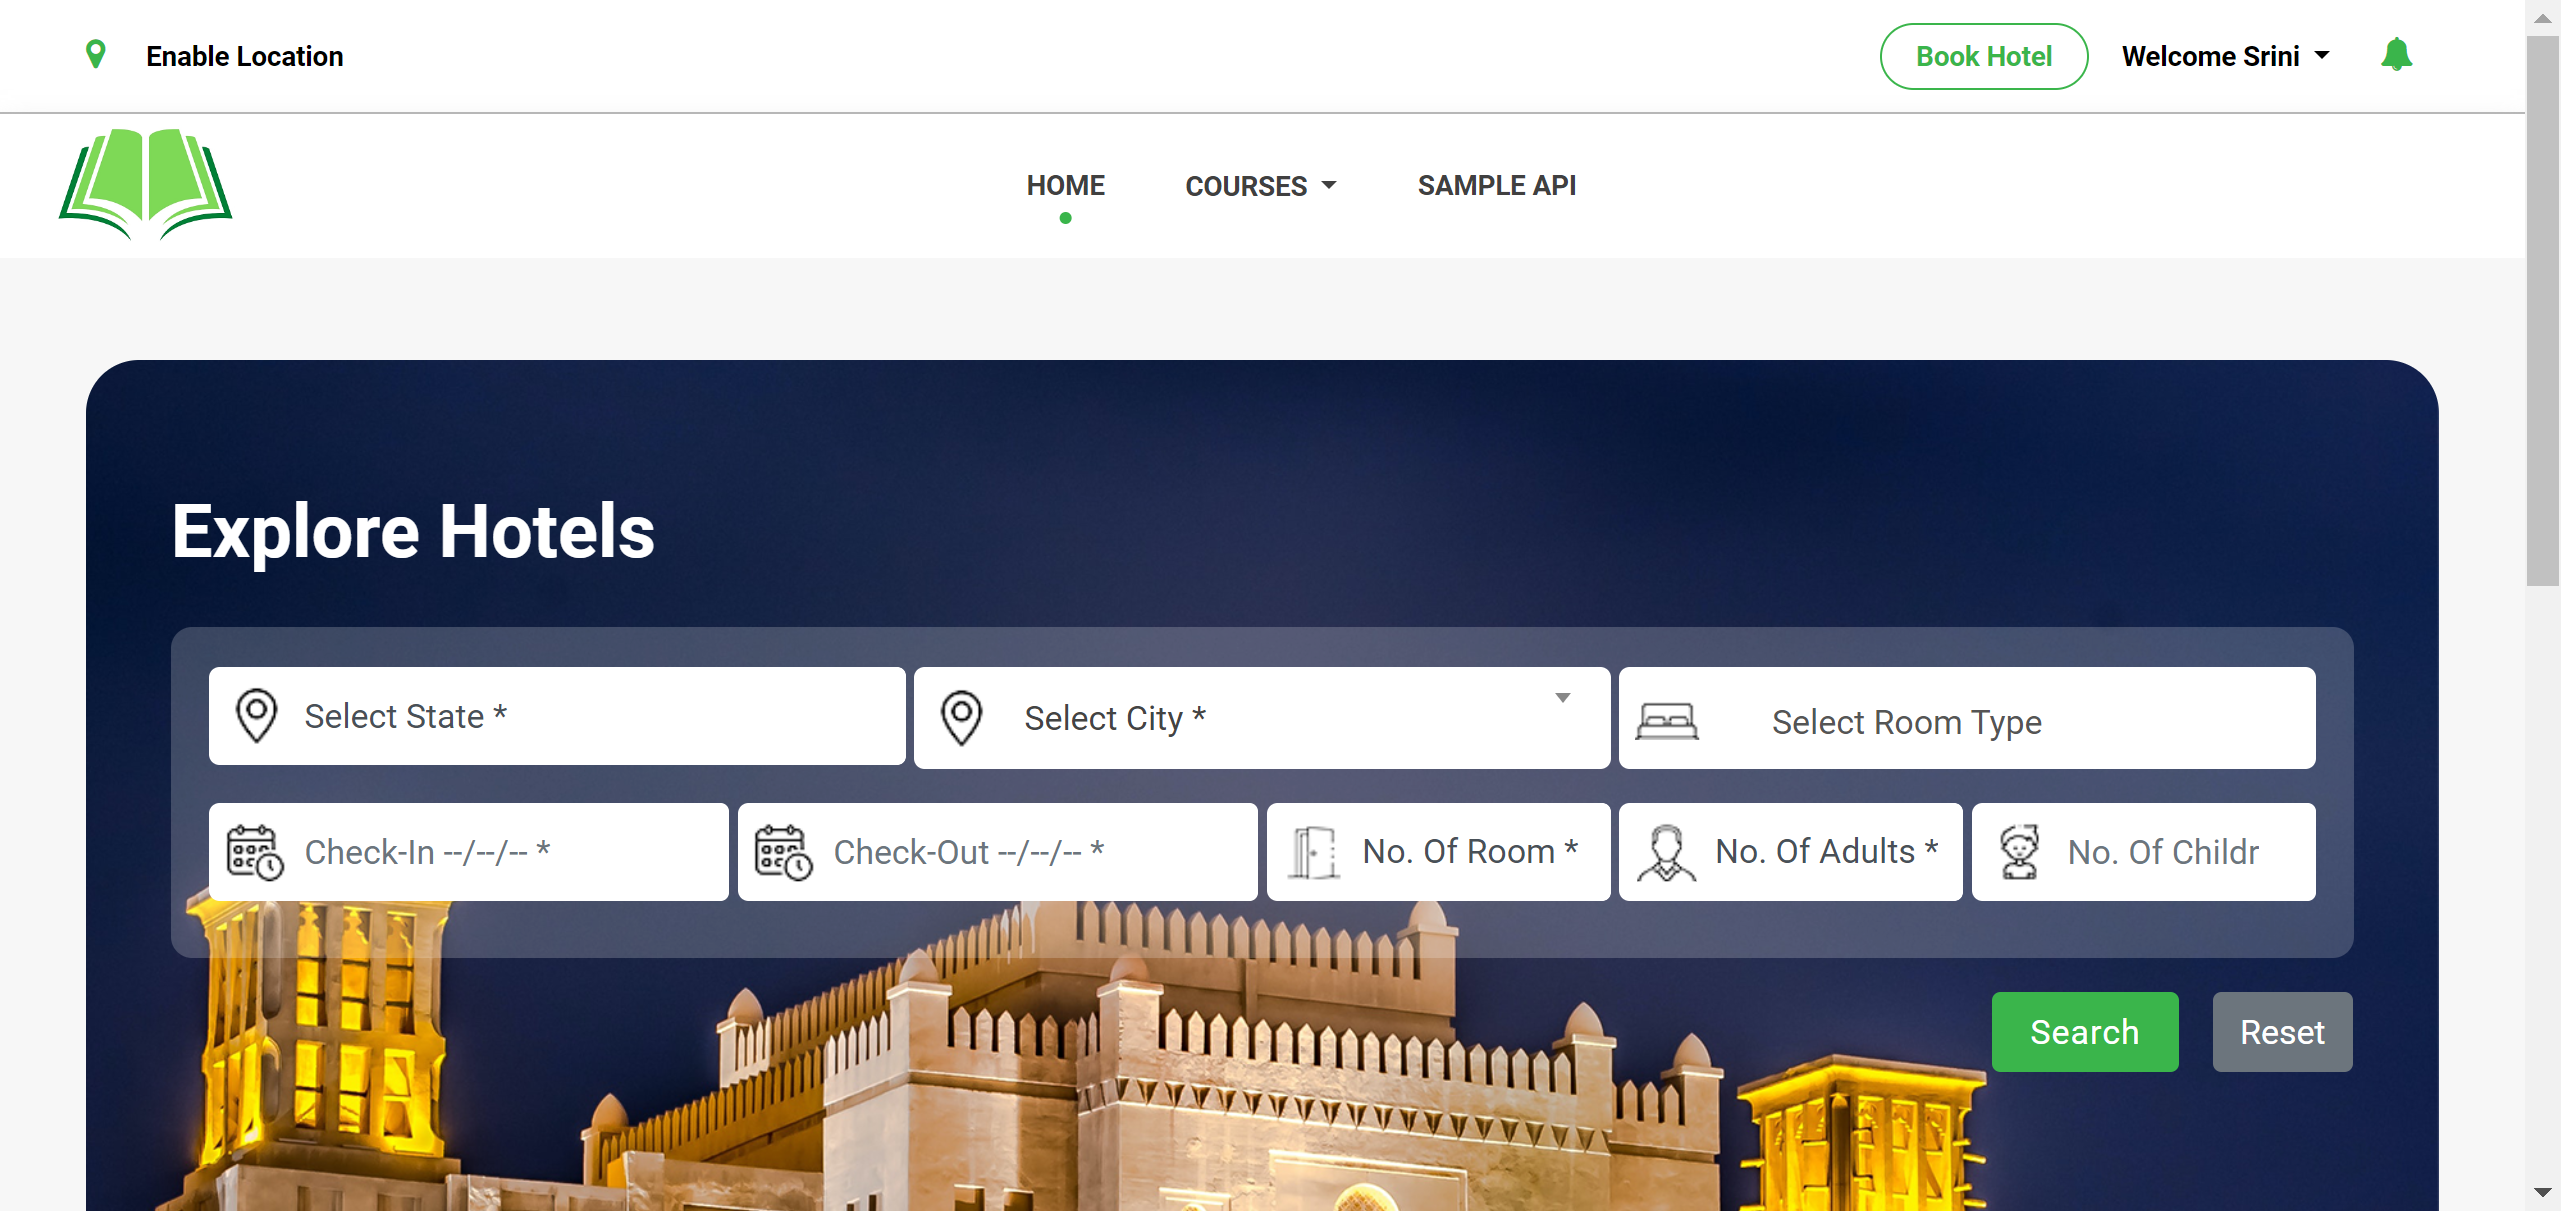 Enable Location
Book Hotel
Welcome Srini
HOME
COURSES
SAMPLE API
Explore Hotels
Select State *
Select City *
Select Room Type
Check-In --/--/-- *
Check-Out --/--/-- *
No. Of Room *
No. Of Adults *
No. Of Childr
Search
Reset